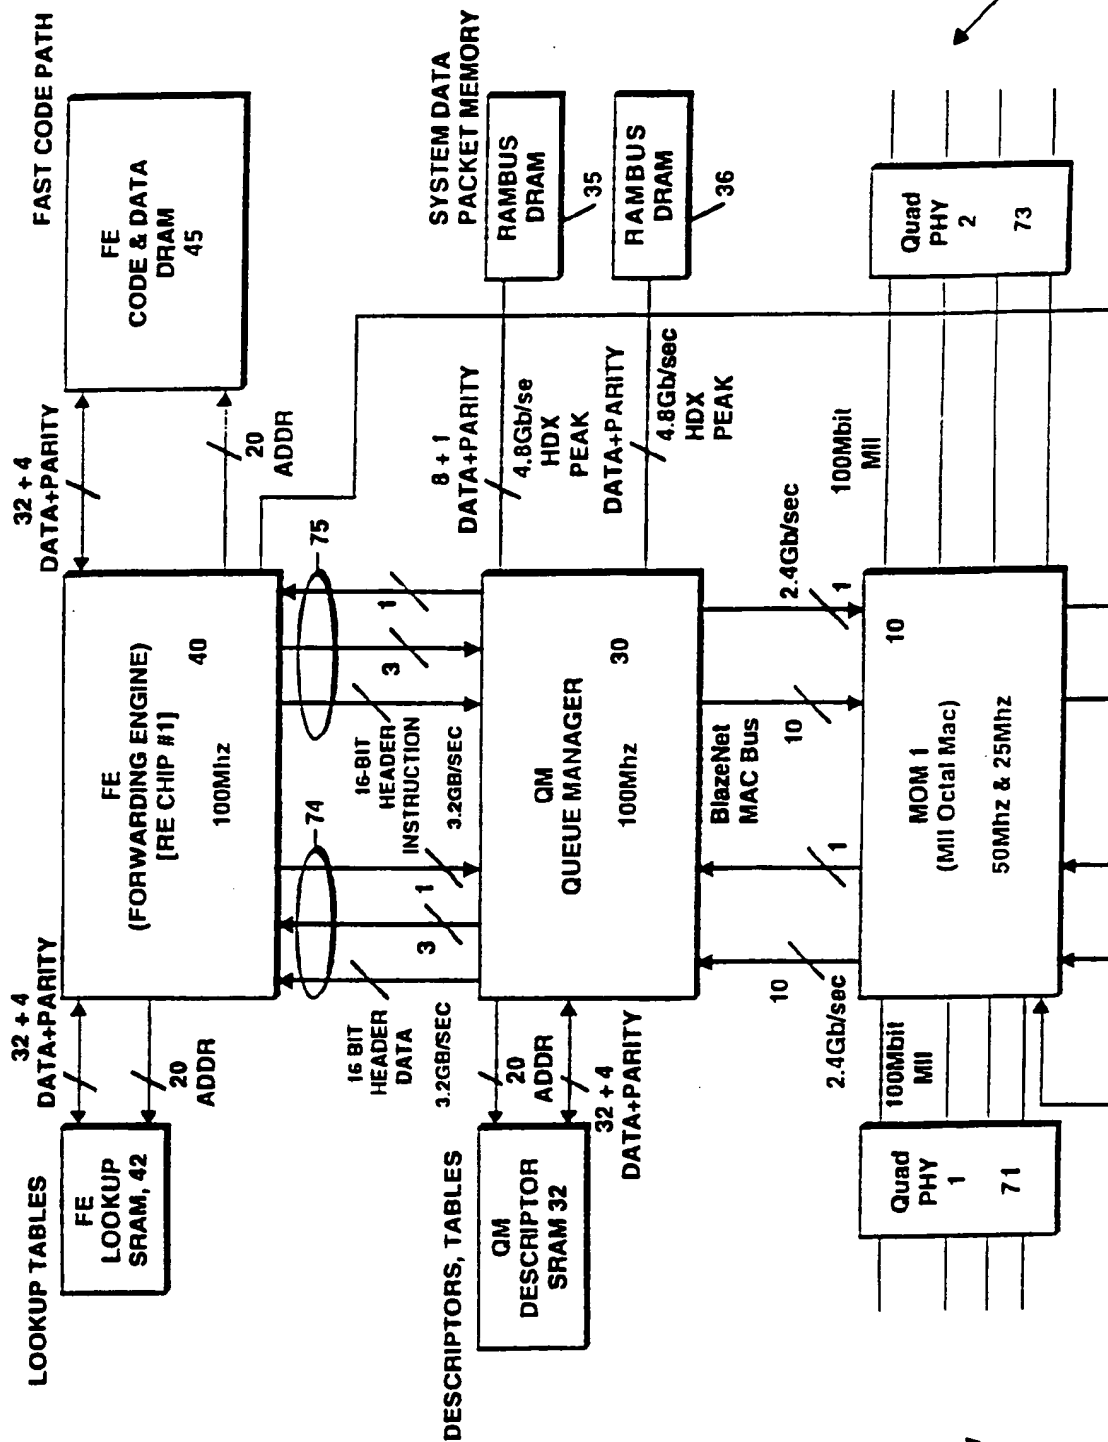 LOOKUP TABLES
FE
LOOKUP
SRAM, 42
32 + 4
DATA+PARITY
20
ADDR
FE
(FORWARDING ENGINE)
[RE CHIP #1]
40
100Mhz
32 + 4
DATA+PARITY
20
ADDR
FAST CODE PATH
FE
CODE & DATA
DRAM
45
16 BIT
HEADER
DATA
3.2GB/SEC
3
1
74
16-BIT
HEADER
INSTRUCTION
3.2GB/SEC
3
1
75
DESCRIPTORS, TABLES
QM
DESCRIPTOR
SRAM 32
20
ADDR
32 + 4
DATA+PARITY
QM
QUEUE MANAGER
30
100Mhz
8 + 1
DATA+PARITY
4.8Gb/se
HDX
PEAK
DATA+PARITY
4.8Gb/sec
HDX
PEAK
SYSTEM DATA
PACKET MEMORY
RAMBUS
DRAM
35
RAMBUS
DRAM
36
10
2.4Gb/sec
1
BlazeNet
MAC Bus
10
2.4Gb/sec
1
Quad
PHY
1
71
100Mbit
MII
MOM 1
(MII Octal Mac)
10
50Mhz & 25Mhz
100Mbit
MII
Quad
PHY
2
73